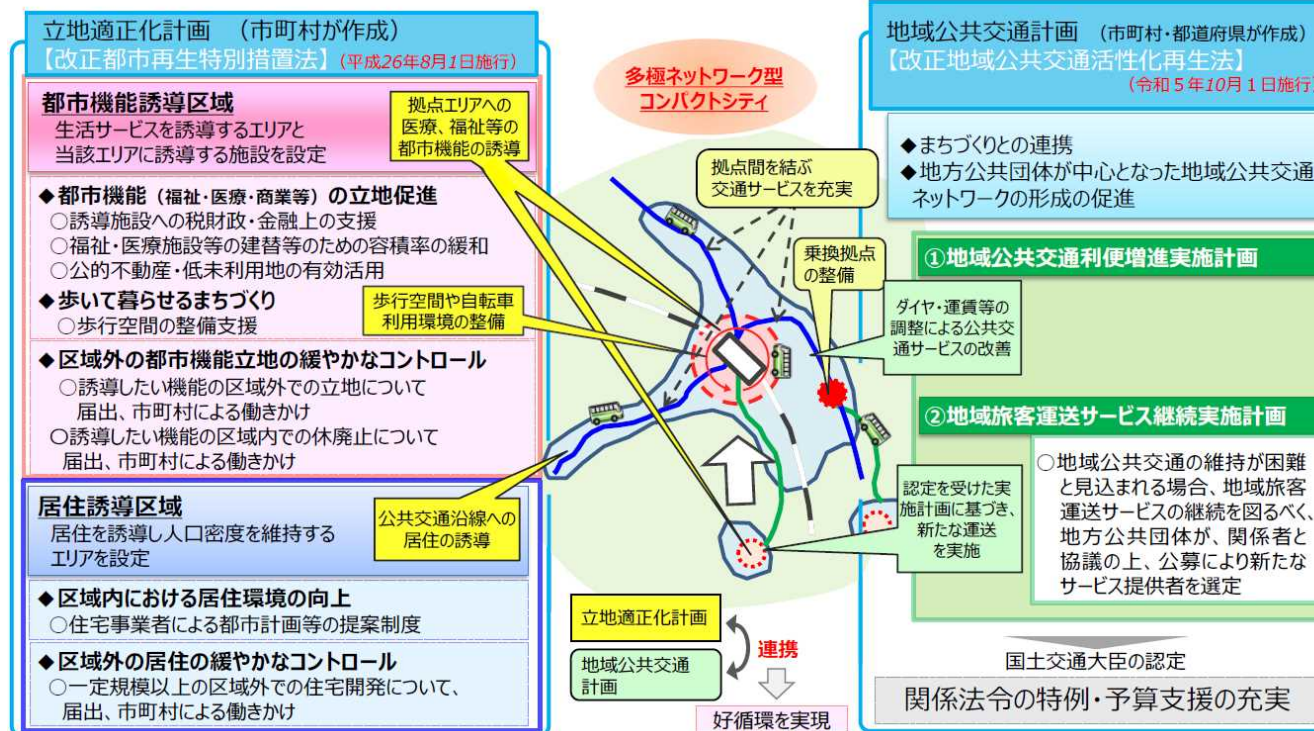 立地適正化計画 （市町村が作成）
【改正都市再生特別措置法】（平成26年8月1日施行）
都市機能誘導区域
生活サービスを誘導するエリアと
当該エリアに誘導する施設を設定
◆都市機能（福祉・医療・商業等）の立地促進
○誘導施設への税財政・金融上の支援
○福祉・医療施設等の建替等のための容積率の緩和
○公的不動産・低未利用地の有効活用
◆歩いて暮らせるまちづくり
○歩行空間の整備支援
◆区域外の都市機能立地の緩やかなコントロール
○誘導したい機能の区域外での立地について
届出、市町村による働きかけ
○誘導したい機能の区域内での休廃止について
届出、市町村による働きかけ
居住誘導区域
居住を誘導し人口密度を維持する
エリアを設定
◆区域内における居住環境の向上
○住宅事業者による都市計画等の提案制度
◆区域外の居住の緩やかなコントロール
○一定規模以上の区域外での住宅開発について、
届出、市町村による働きかけ
多極ネットワーク型
コンパクトシティ
拠点エリアへの
医療、福祉等の
都市機能の誘導
拠点間を結ぶ
交通サービスを充実
乗換拠点
の整備
歩行空間や自転車
利用環境の整備
ダイヤ・運賃等の
調整による公共交
通サービスの改善
公共交通沿線への
居住の誘導
認定を受けた実
施計画に基づき、
新たな運送
を実施
立地適正化計画
連携
地域公共交通
計画
好循環を実現
地域公共交通計画 （市町村・都道府県が作成）
【改正地域公共交通活性化再生法】
（令和５年10月１日施行）
◆まちづくりとの連携
◆地方公共団体が中心となった地域公共交通
ネットワークの形成の促進
①地域公共交通利便増進実施計画
②地域旅客運送サービス継続実施計画
○地域公共交通の維持が困難
と見込まれる場合、地域旅客
運送サービスの継続を図るべく、
地方公共団体が、関係者と
協議の上、公募により新たな
サービス提供者を選定
国土交通大臣の認定
関係法令の特例・予算支援の充実